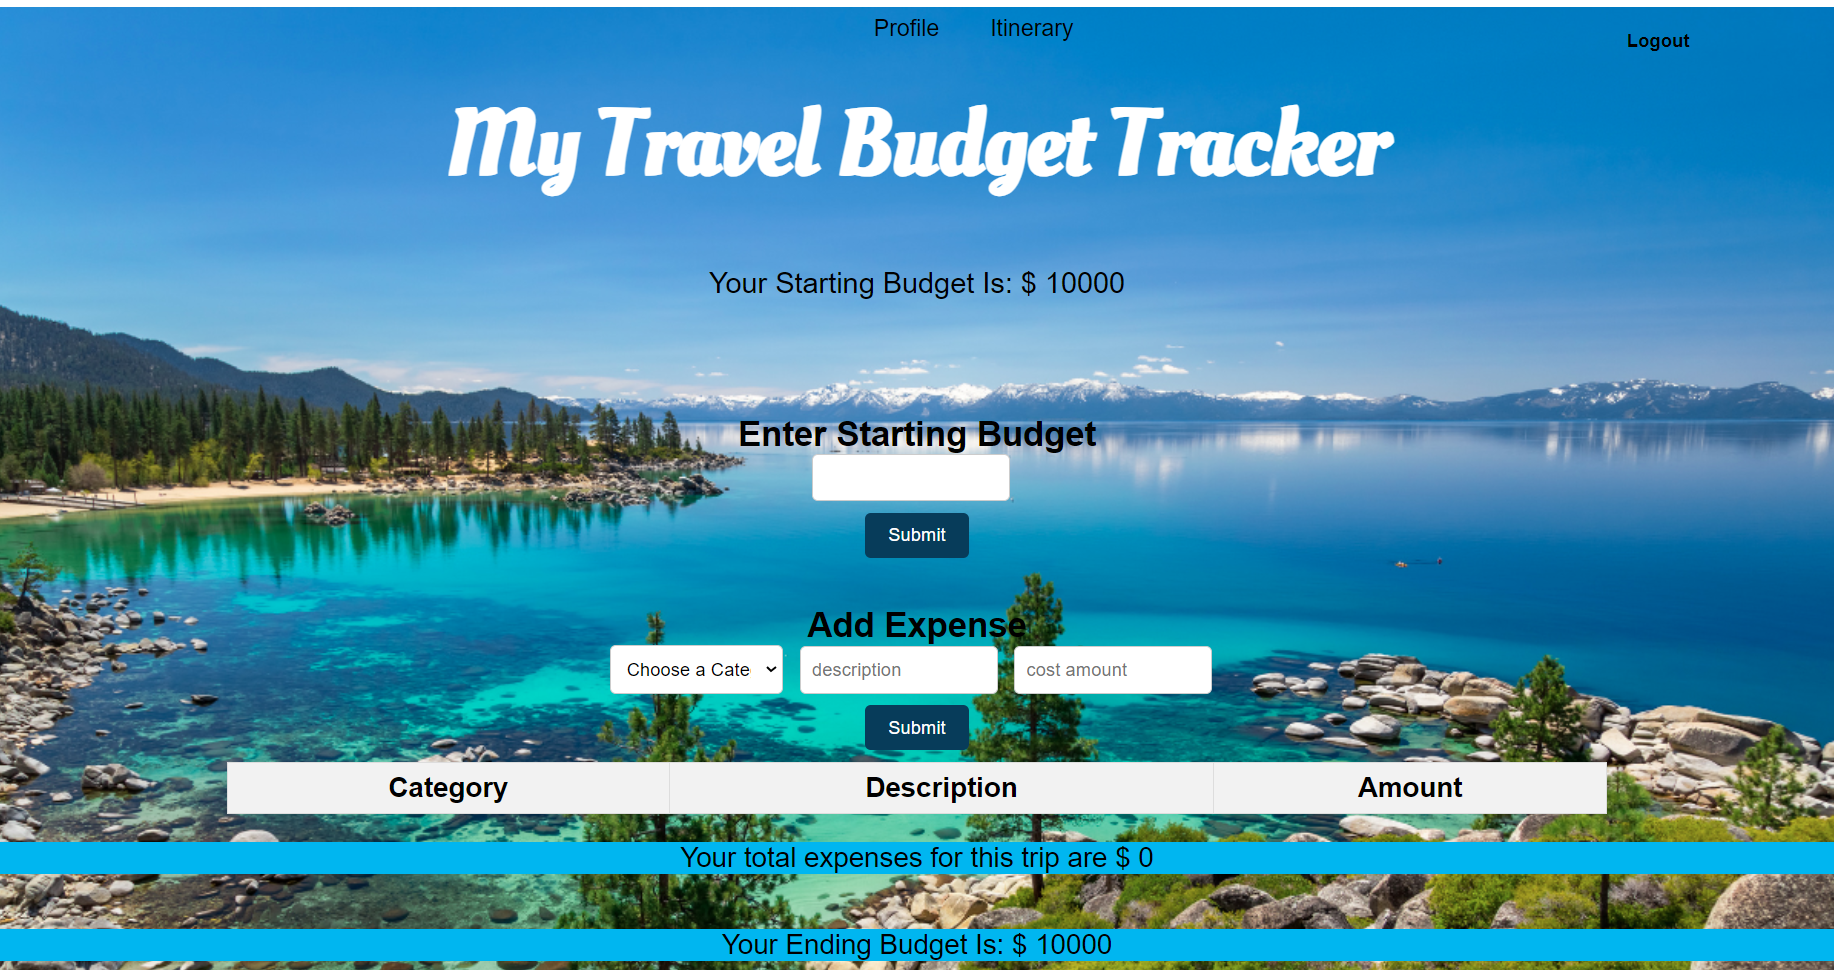 Profile Itinerary
Logout
My Travel Budget Tracker
Your Starting Budget Is: $ 10000
Enter Starting Budget
Submit
Add Expense
Choose a Cate description cost amount
Submit
Category Description Amount
Your total expenses for this trip are $ 0
Your Ending Budget Is: $ 10000